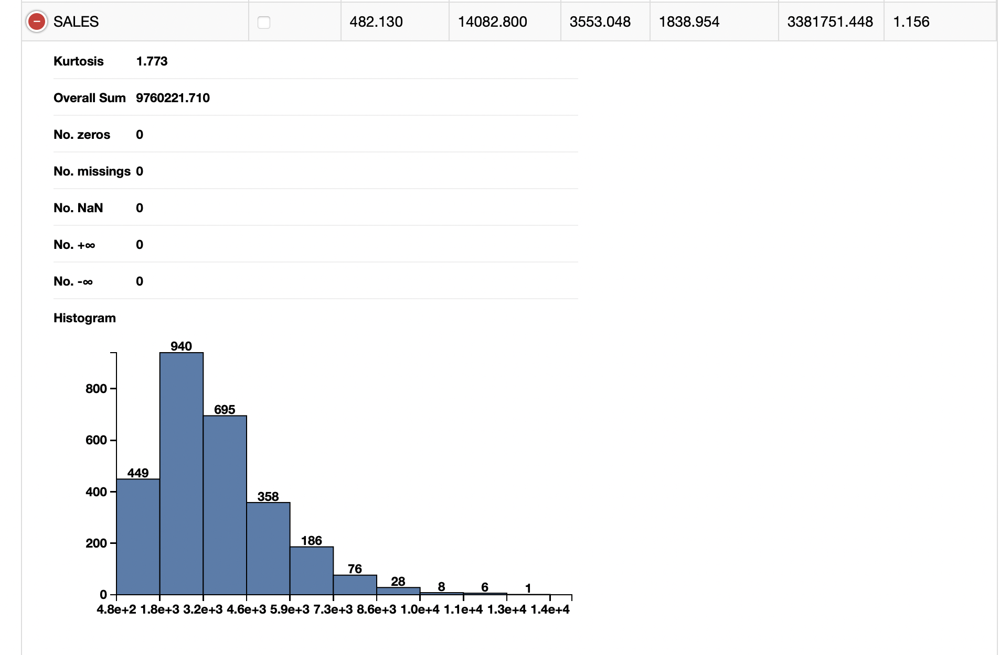 SALES 482.130 14082.800 3553.048 1838.954 3381751.448 1.156
Kurtosis 1.773
Overall Sum 9760221.710
No. zeros 0
No. missings 0
No. NaN 0
No. +∞ 0
No. -∞ 0
Histogram
940
800
695
600
449
400
358
200
186
76
28
8
6
1
0
4.8e+2 1.8e+3 3.2e+3 4.6e+3 5.9e+3 7.3e+3 8.6e+3 1.0e+4 1.1e+4 1.3e+4 1.4e+4